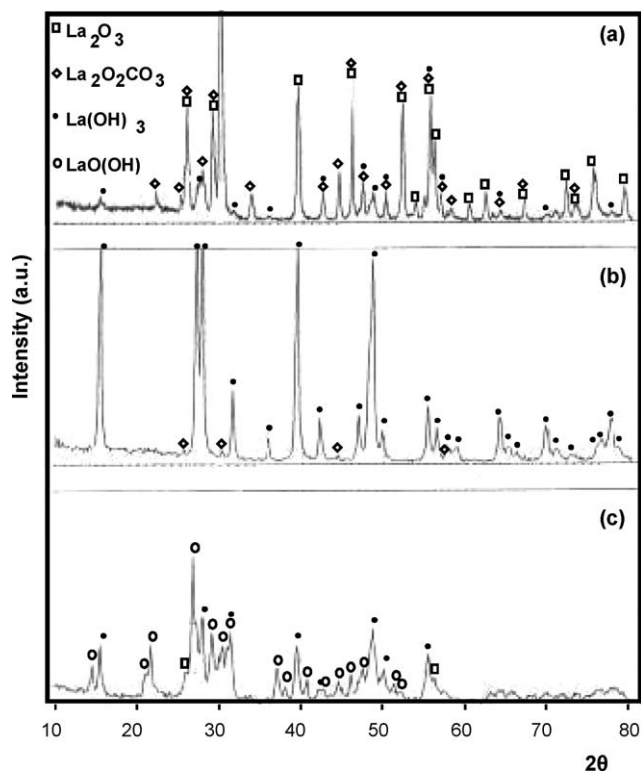 La2O3
La2O2CO3
La(OH)3
LaO(OH)
(a)
(b)
(c)
Intensity (a.u.)
10 20 30 40 50 60 70 80
2θ